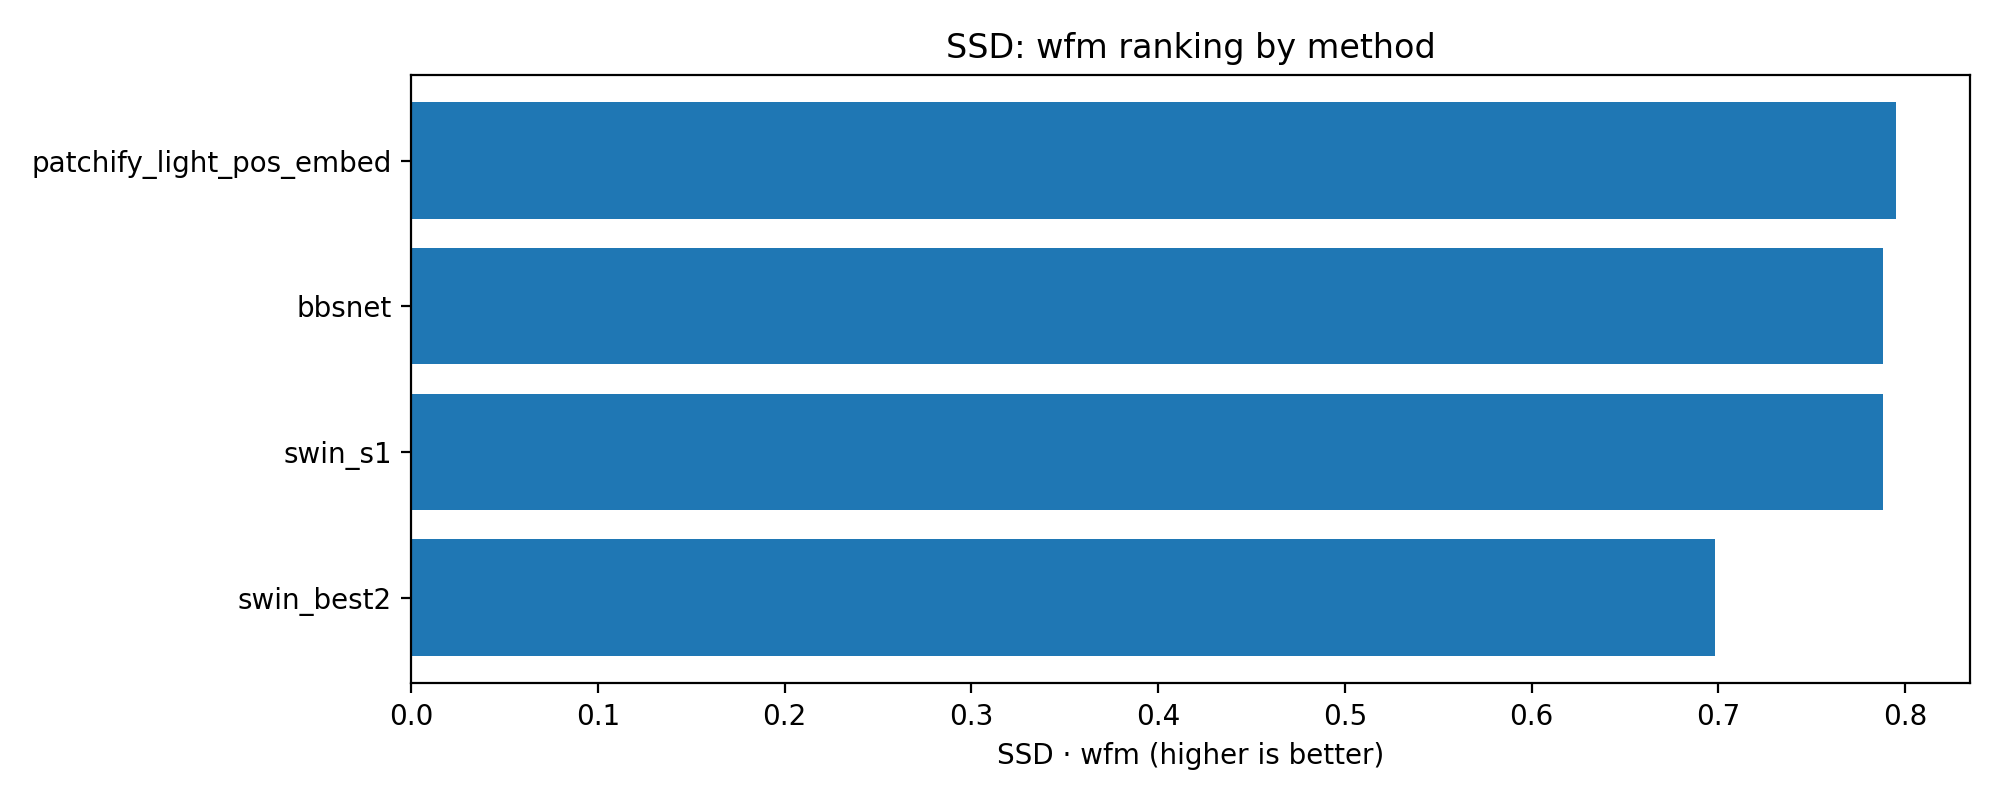 SSD: wfm ranking by method
patchify_light_pos_embed
bbsnet
swin_s1
swin_best2
0.0 0.1 0.2 0.3 0.4 0.5 0.6 0.7 0.8
SSD · wfm (higher is better)